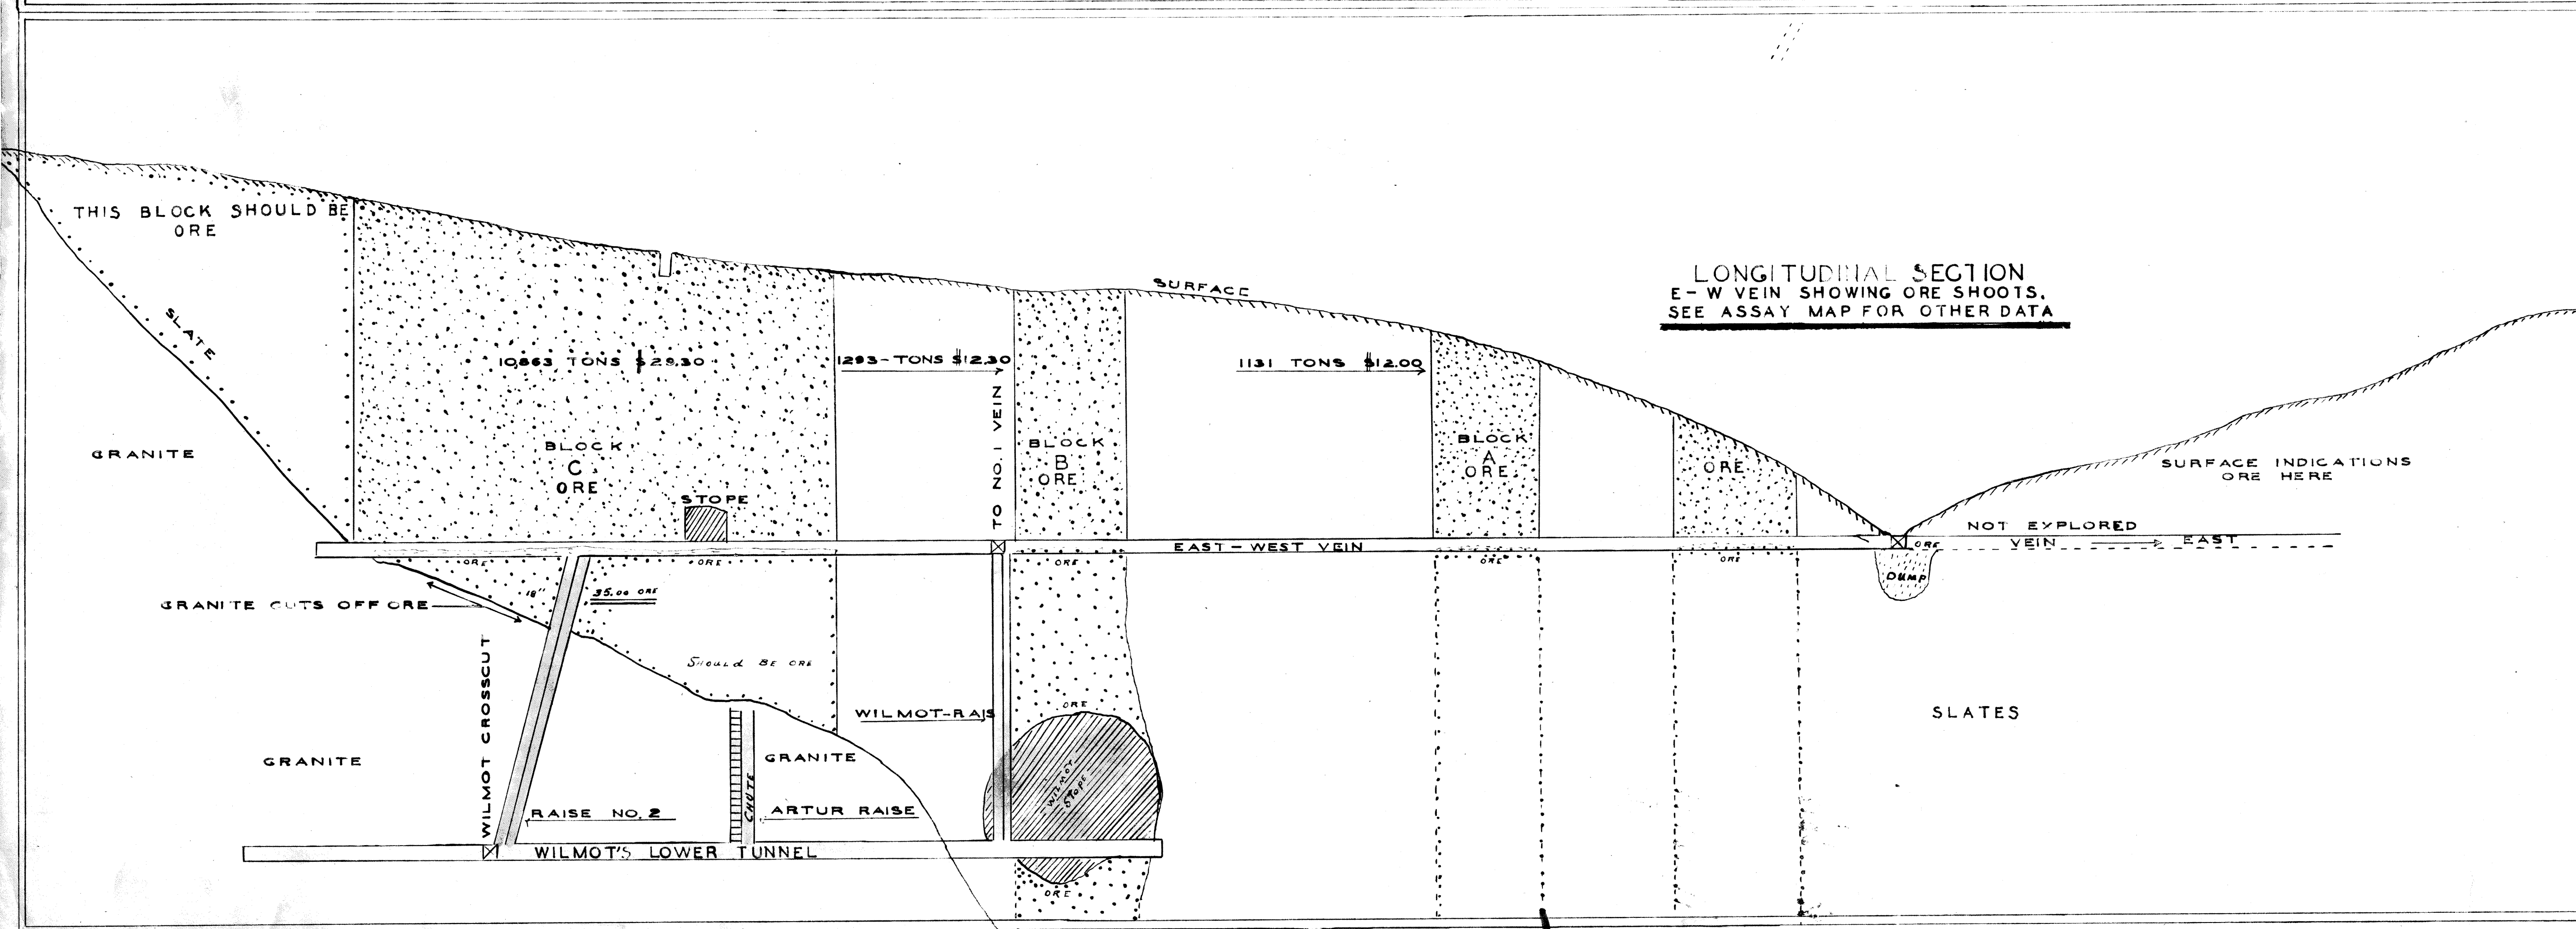 THIS BLOCK SHOULD BE
ORE
SLATE
GRANITE
10,863 TONS $28.30
BLOCK
C
ORE
STOPE
1293-TONS $12.30
TO NO. 1 VEIN
BLOCK
B
ORE
SURFACE
1131 TONS $12.00
BLOCK
A
ORE
ORE
LONGITUDINAL SECTION
E-W VEIN SHOWING ORE SHOOTS.
SEE ASSAY MAP FOR OTHER DATA
SURFACE INDICATIONS
ORE HERE
NOT EXPLORED
VEIN EAST
ORE
DUMP
EAST-WEST VEIN
ORE
ORE
ORE
ORE
ORE
18"
35.00 ORE
GRANITE CUTS OFF ORE
SHOULD BE ORE
WILMOT CROSSCUT
GRANITE
RAISE NO. 2
CHUTE
GRANITE
ARTUR RAISE
WILMOT-RAIS
ORE
WILMOT
STOPE
ORE
WILMOT'S LOWER TUNNEL
SLATES